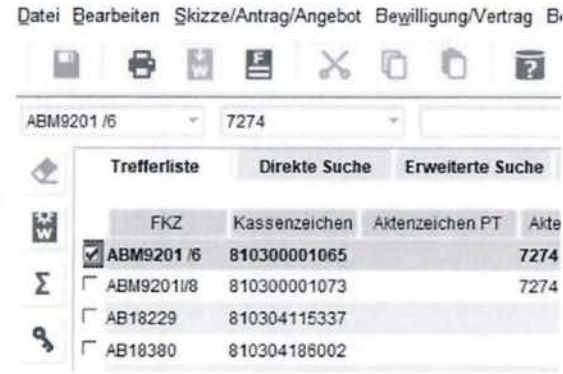 Datei Bearbeiten Skizze/Antrag/Angebot Bewilligung/Vertrag
W F ?
ABM9201 /6 7274
Trefferliste Direkte Suche Erweiterte Suche
W
FKZ Kassenzeichen Aktenzeichen PT Akte
ABM9201 /6 810300001065 7274
Σ ABM9201I/8 810300001073 7274
AB18229 810304115337
AB18380 810304186002